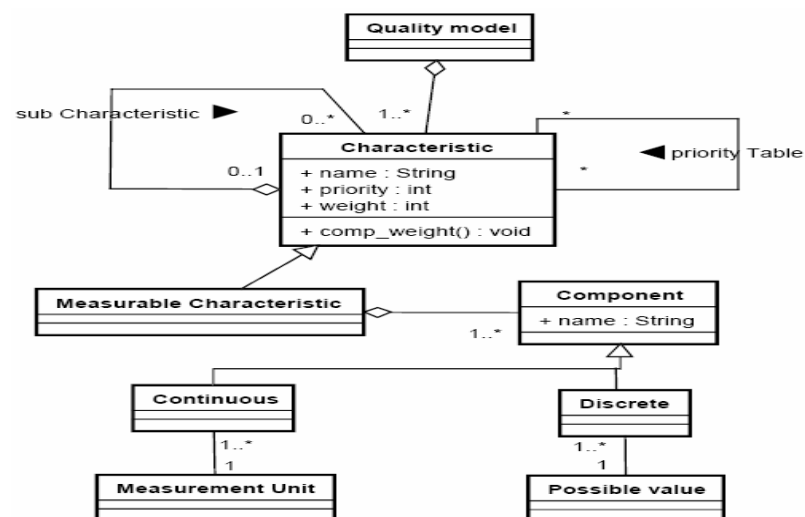 Quality model
sub Characteristic ►
0..*
1..*
*
Characteristic
◄ priority Table
0..1
*
+ name : String
+ priority : int
+ weight : int
+ comp_weight() : void
Measurable Characteristic
Component
1..*
+ name : String
Continuous
Discrete
1..*
1..*
1
1
Measurement Unit
Possible value